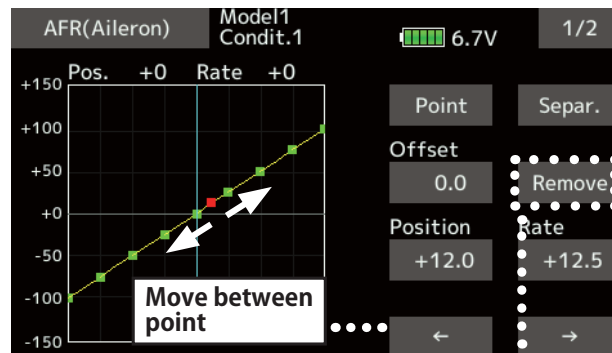 AFR(Aileron)
Model1
Condit.1
6.7V
1/2
Pos. +0 Rate +0
+150
+100
+50
+0
-50
-100
-150
Point
Separ.
Offset
0.0
Remove
Position
Rate
+12.0
+12.5
Move between
point
←
→